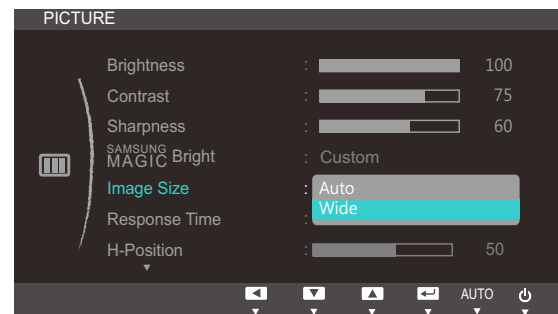 PICTURE
Brightness : 100
Contrast : 75
Sharpness : 60
SAMSUNG MAGIC Bright : Custom
Image Size : Auto
Wide
Response Time :
H-Position : 50
AUTO